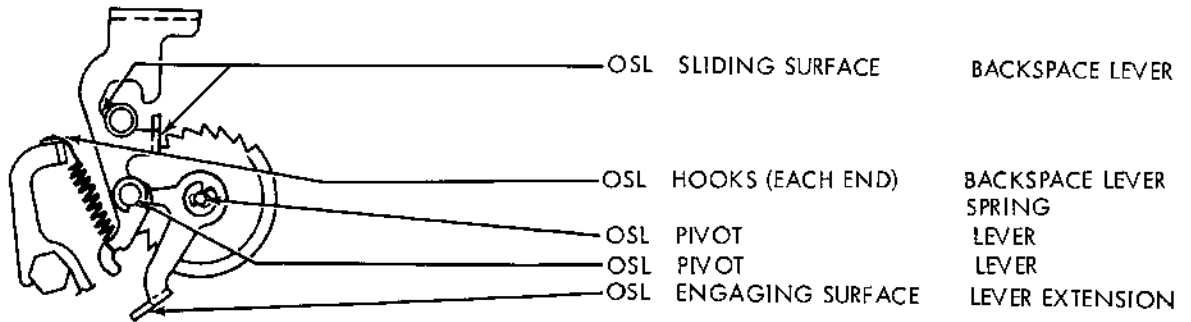 OSL SLIDING SURFACE BACKSPACE LEVER
OSL HOOKS (EACH END) BACKSPACE LEVER
SPRING
OSL PIVOT LEVER
OSL PIVOT LEVER
OSL ENGAGING SURFACE LEVER EXTENSION